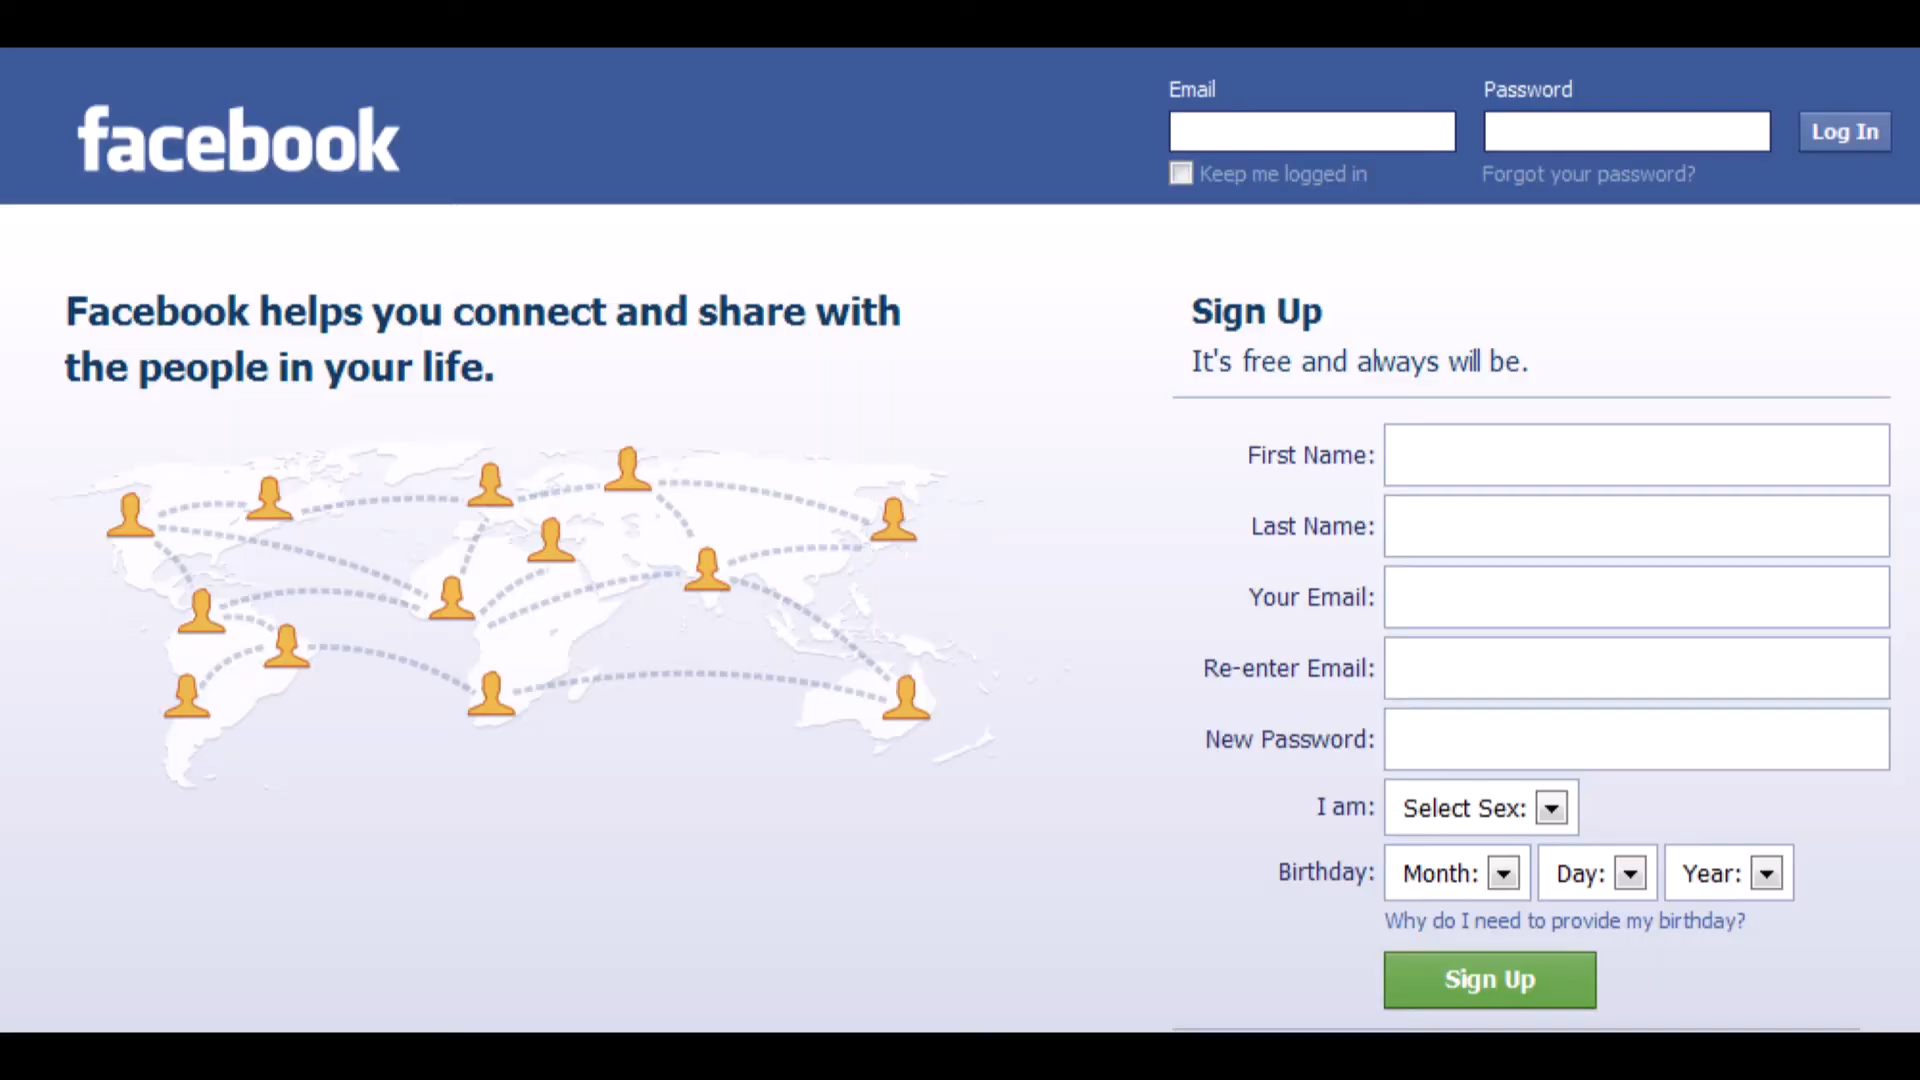 facebook
Email
Password
Log In
Keep me logged in
Forgot your password?
Facebook helps you connect and share with
the people in your life.
Sign Up
It's free and always will be.
First Name:
Last Name:
Your Email:
Re-enter Email:
New Password:
I am:
Select Sex:
Birthday:
Month:
Day:
Year:
Why do I need to provide my birthday?
Sign Up